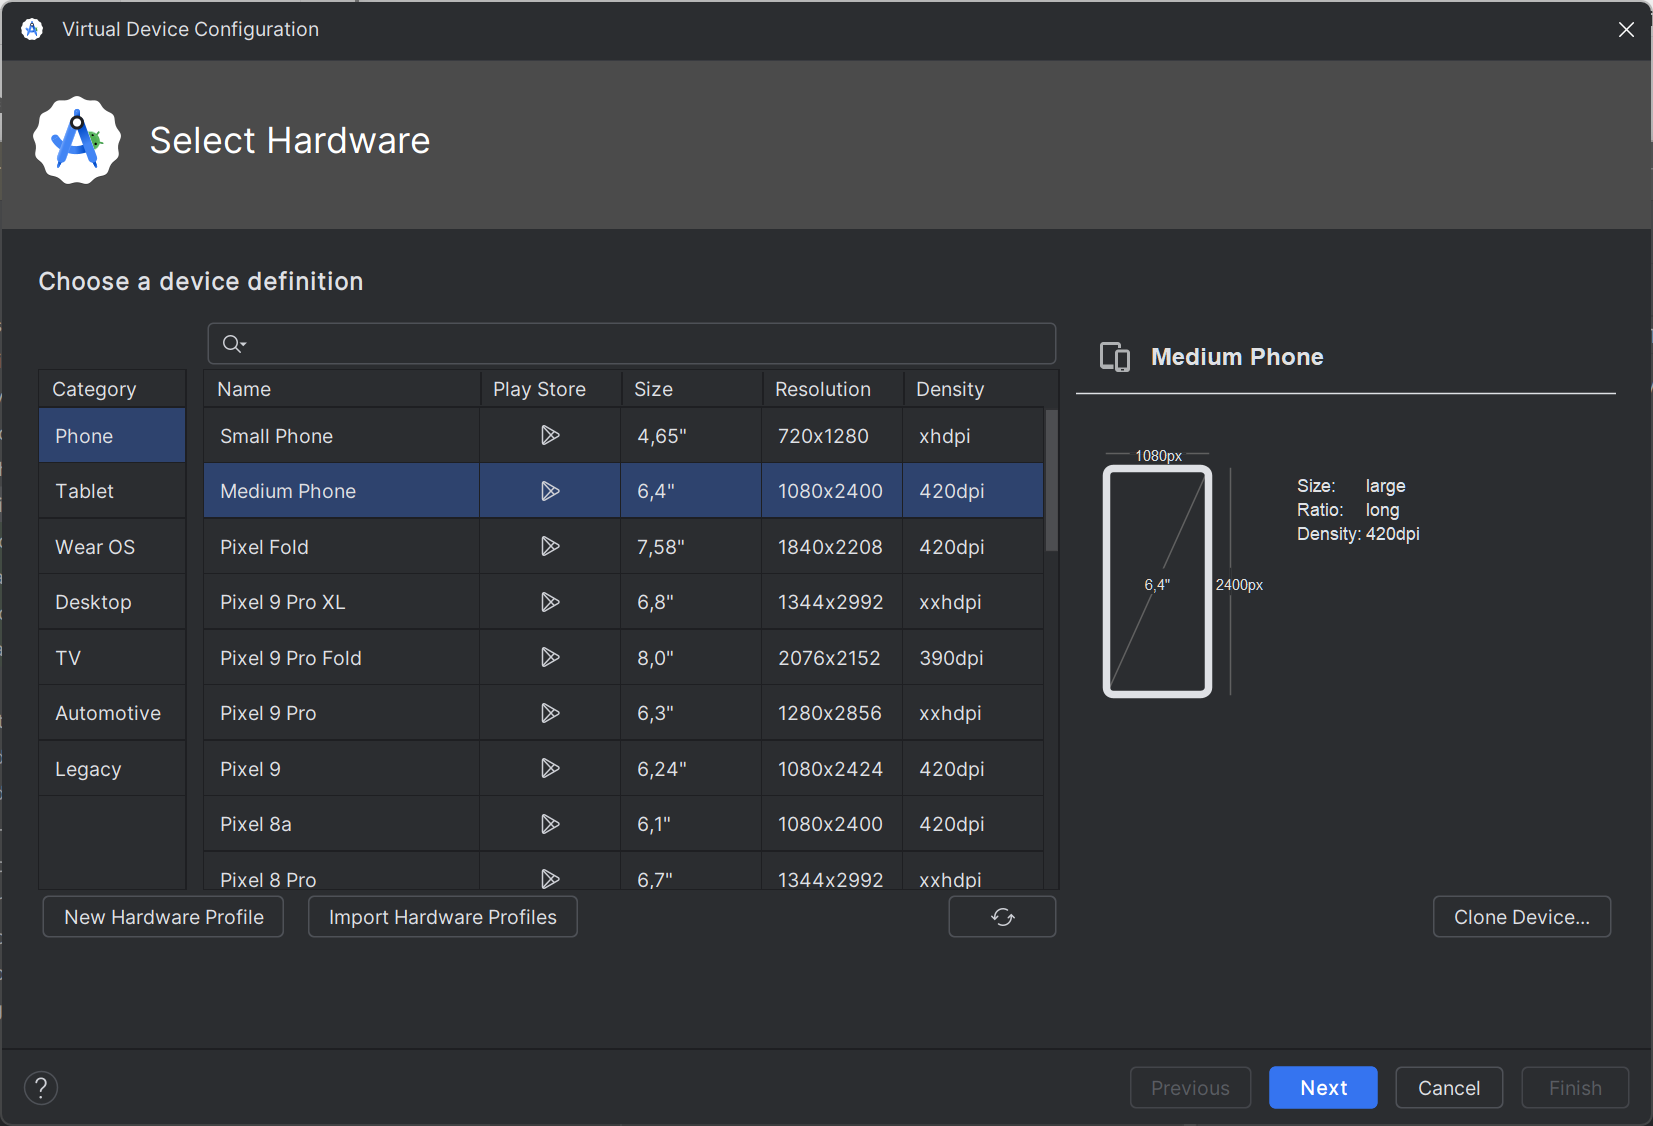 Virtual Device Configuration
Select Hardware
Choose a device definition
Category
Phone
Tablet
Wear OS
Desktop
TV
Automotive
Legacy
Name Play Store Size Resolution Density
Small Phone 4,65" 720x1280 xhdpi
Medium Phone 6,4" 1080x2400 420dpi
Pixel Fold 7,58" 1840x2208 420dpi
Pixel 9 Pro XL 6,8" 1344x2992 xxhdpi
Pixel 9 Pro Fold 8,0" 2076x2152 390dpi
Pixel 9 Pro 6,3" 1280x2856 xxhdpi
Pixel 9 6,24" 1080x2424 420dpi
Pixel 8a 6,1" 1080x2400 420dpi
Pixel 8 Pro 6,7" 1344x2992 xxhdpi
Medium Phone
1080px
6,4"
2400px
Size: large
Ratio: long
Density: 420dpi
New Hardware Profile
Import Hardware Profiles
Clone Device...
?
Previous
Next
Cancel
Finish